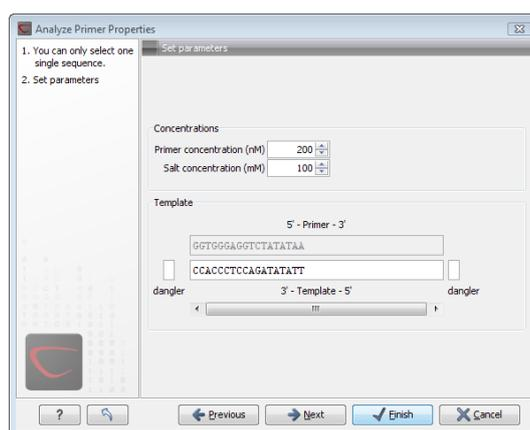 Analyze Primer Properties
1. You can only select one
single sequence.
2. Set parameters
Set parameters
Concentrations
Primer concentration (nM) 200
Salt concentration (mM) 100
Template
5' - Primer - 3'
GGTGGGAGGTCTATATAA
CCACCCTCCAGATATATT
dangler 3' - Template - 5' dangler
? Previous Next Finish Cancel